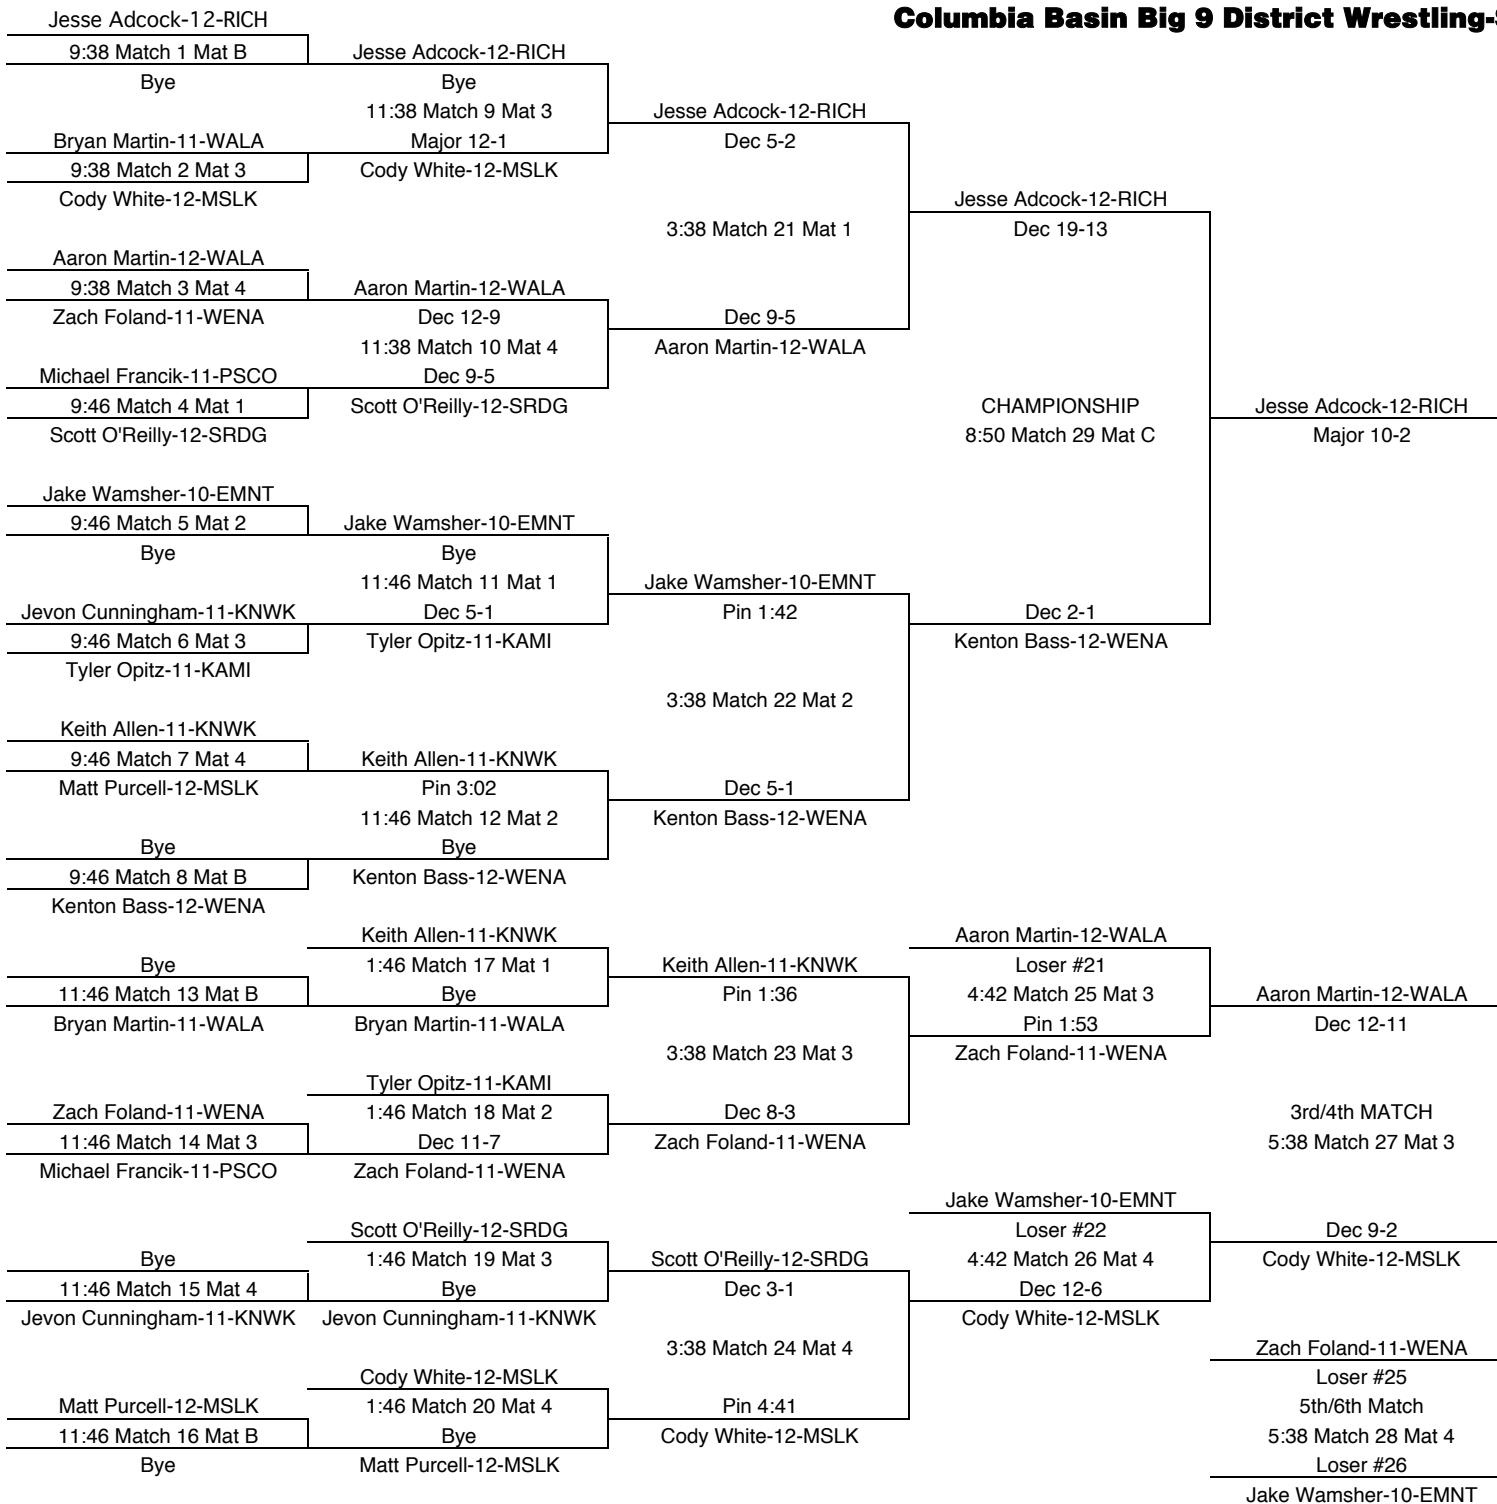 Columbia Basin Big 9 District Wrestling-
Jesse Adcock-12-RICH
9:38 Match 1 Mat B
Bye
Bryan Martin-11-WALA
9:38 Match 2 Mat 3
Cody White-12-MSLK
Aaron Martin-12-WALA
9:38 Match 3 Mat 4
Zach Foland-11-WENA
Michael Francik-11-PSCO
9:46 Match 4 Mat 1
Scott O'Reilly-12-SRDG
Jake Wamsher-10-EMNT
9:46 Match 5 Mat 2
Bye
Jevon Cunningham-11-KNWK
9:46 Match 6 Mat 3
Tyler Opitz-11-KAMI
Keith Allen-11-KNWK
9:46 Match 7 Mat 4
Matt Purcell-12-MSLK
Bye
9:46 Match 8 Mat B
Kenton Bass-12-WENA
Jesse Adcock-12-RICH
Bye
11:38 Match 9 Mat 3
Major 12-1
Cody White-12-MSLK
Aaron Martin-12-WALA
Dec 12-9
11:38 Match 10 Mat 4
Dec 9-5
Scott O'Reilly-12-SRDG
Jake Wamsher-10-EMNT
Bye
11:46 Match 11 Mat 1
Dec 5-1
Tyler Opitz-11-KAMI
Keith Allen-11-KNWK
Pin 3:02
11:46 Match 12 Mat 2
Bye
Kenton Bass-12-WENA
Jesse Adcock-12-RICH
Dec 5-2
3:38 Match 21 Mat 1
Dec 9-5
Aaron Martin-12-WALA
Jake Wamsher-10-EMNT
Pin 1:42
3:38 Match 22 Mat 2
Dec 5-1
Kenton Bass-12-WENA
Jesse Adcock-12-RICH
Dec 19-13
CHAMPIONSHIP
8:50 Match 29 Mat C
Dec 2-1
Kenton Bass-12-WENA
Jesse Adcock-12-RICH
Major 10-2
Bye
11:46 Match 13 Mat B
Bryan Martin-11-WALA
Zach Foland-11-WENA
11:46 Match 14 Mat 3
Michael Francik-11-PSCO
Bye
11:46 Match 15 Mat 4
Jevon Cunningham-11-KNWK
Matt Purcell-12-MSLK
11:46 Match 16 Mat B
Bye
Keith Allen-11-KNWK
1:46 Match 17 Mat 1
Bye
Bryan Martin-11-WALA
Tyler Opitz-11-KAMI
1:46 Match 18 Mat 2
Dec 11-7
Zach Foland-11-WENA
Scott O'Reilly-12-SRDG
1:46 Match 19 Mat 3
Bye
Jevon Cunningham-11-KNWK
Cody White-12-MSLK
1:46 Match 20 Mat 4
Bye
Matt Purcell-12-MSLK
Keith Allen-11-KNWK
Pin 1:36
3:38 Match 23 Mat 3
Dec 8-3
Zach Foland-11-WENA
Scott O'Reilly-12-SRDG
Dec 3-1
3:38 Match 24 Mat 4
Pin 4:41
Cody White-12-MSLK
Aaron Martin-12-WALA
Loser #21
4:42 Match 25 Mat 3
Pin 1:53
Zach Foland-11-WENA
Jake Wamsher-10-EMNT
Loser #22
4:42 Match 26 Mat 4
Dec 12-6
Cody White-12-MSLK
Aaron Martin-12-WALA
Dec 12-11
3rd/4th MATCH
5:38 Match 27 Mat 3
Dec 9-2
Cody White-12-MSLK
Zach Foland-11-WENA
Loser #25
5th/6th Match
5:38 Match 28 Mat 4
Loser #26
Jake Wamsher-10-EMNT